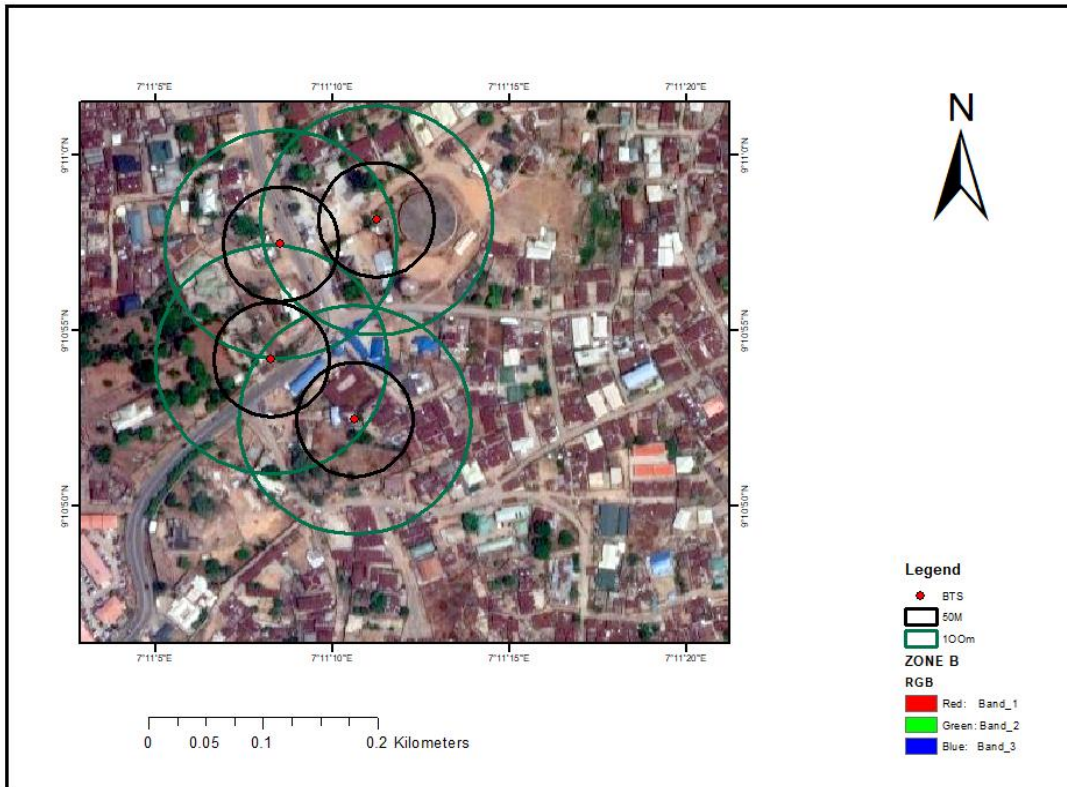 N
7°11'5"E 7°11'10"E 7°11'15"E 7°11'20"E
9°11'0"N 9°11'0"N
9°10'55"N 9°10'55"N
9°10'50"N 9°10'50"N
7°11'5"E 7°11'10"E 7°11'15"E 7°11'20"E
0 0.05 0.1 0.2 Kilometers
Legend
BTS
50M
1OOm
ZONE B
RGB
Red: Band_1
Green: Band_2
Blue: Band_3